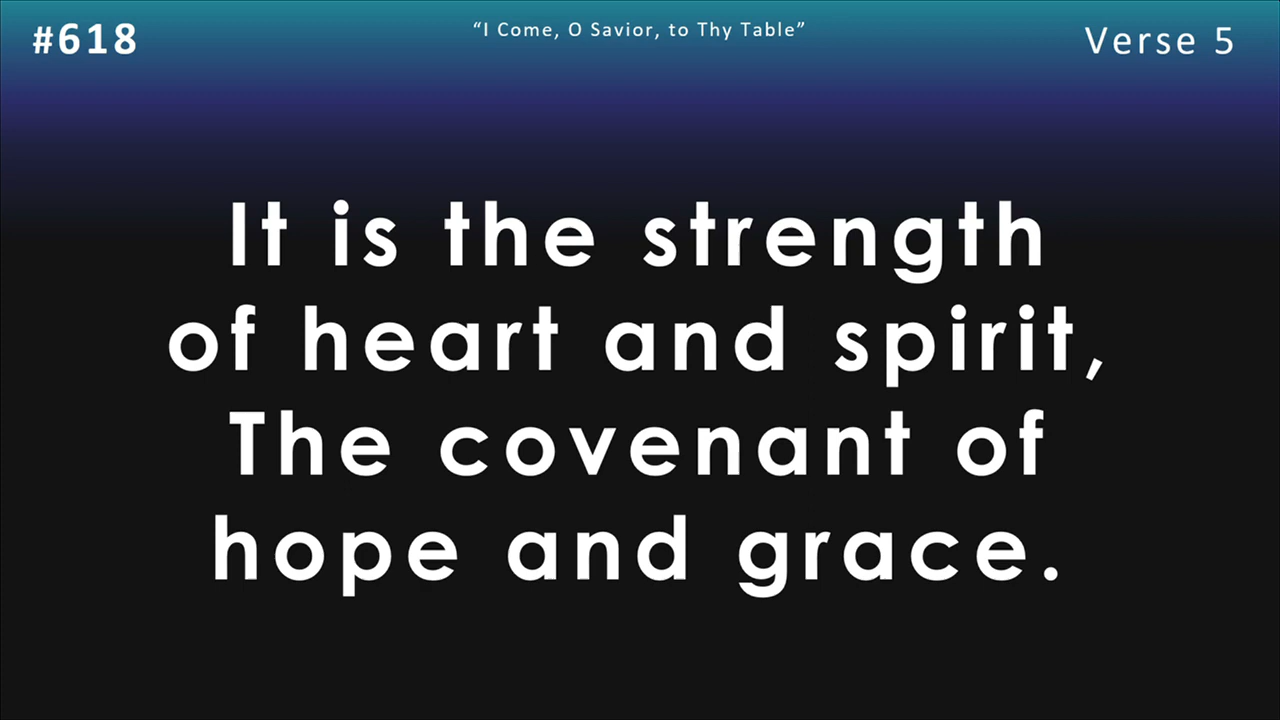 #618
“I Come, O Savior, to Thy Table”
Verse 5
It is the strength
of heart and spirit,
The covenant of
hope and grace.